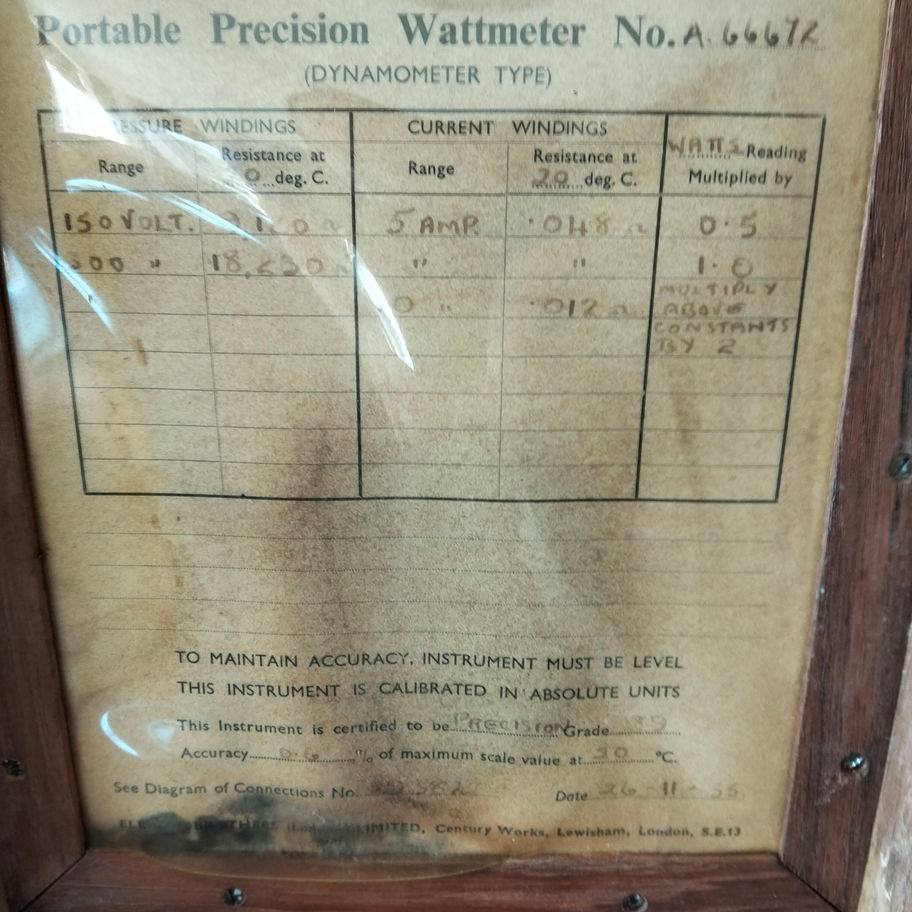 Portable Precision Wattmeter No. A.66672
(DYNAMOMETER TYPE)
WINDINGS CURRENT WINDINGS
Range Resistance at deg. C. Range Resistance at 20 deg. C. WATTS Reading Multiplied by
150 VOLT. 5 AMP. ·048 0·5
" 18,230 " " 1·0
" ·012 MULTIPLY
ABOVE
CONSTANTS
BY 2
TO MAINTAIN ACCURACY, INSTRUMENT MUST BE LEVEL
THIS INSTRUMENT IS CALIBRATED IN ABSOLUTE UNITS
This Instrument is certified to be PRECISION Grade 89
Accuracy % of maximum scale value at 20 °C.
See Diagram of Connections No.
Date 26-11-55
LIMITED, Century Works, Lewisham, London, S.E.13